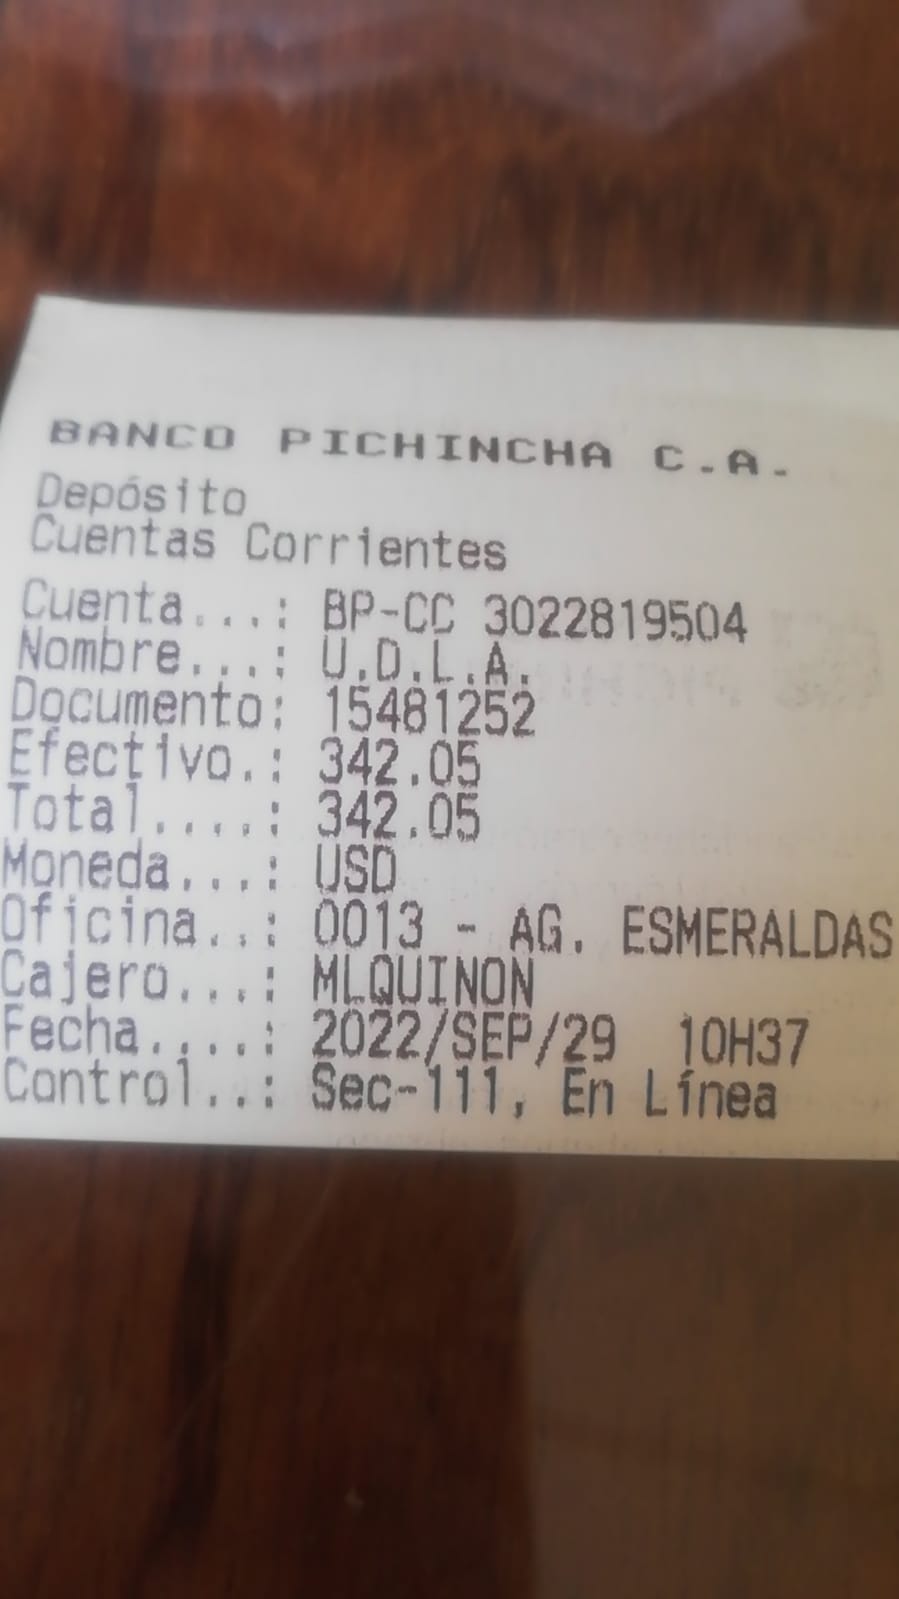 BANCO PICHINCHA C.A.
Depósito
Cuentas Corrientes
Cuenta...: BP-CC 3022819504
Nombre...: U.D.L.A.
Documento: 15481252
Efectivo.: 342.05
Total....: 342.05
Moneda...: USD
Oficina..: 0013 - AG. ESMERALDAS
Cajero...: MLQUINON
Fecha....: 2022/SEP/29 10H37
Control..: Sec-111, En Línea